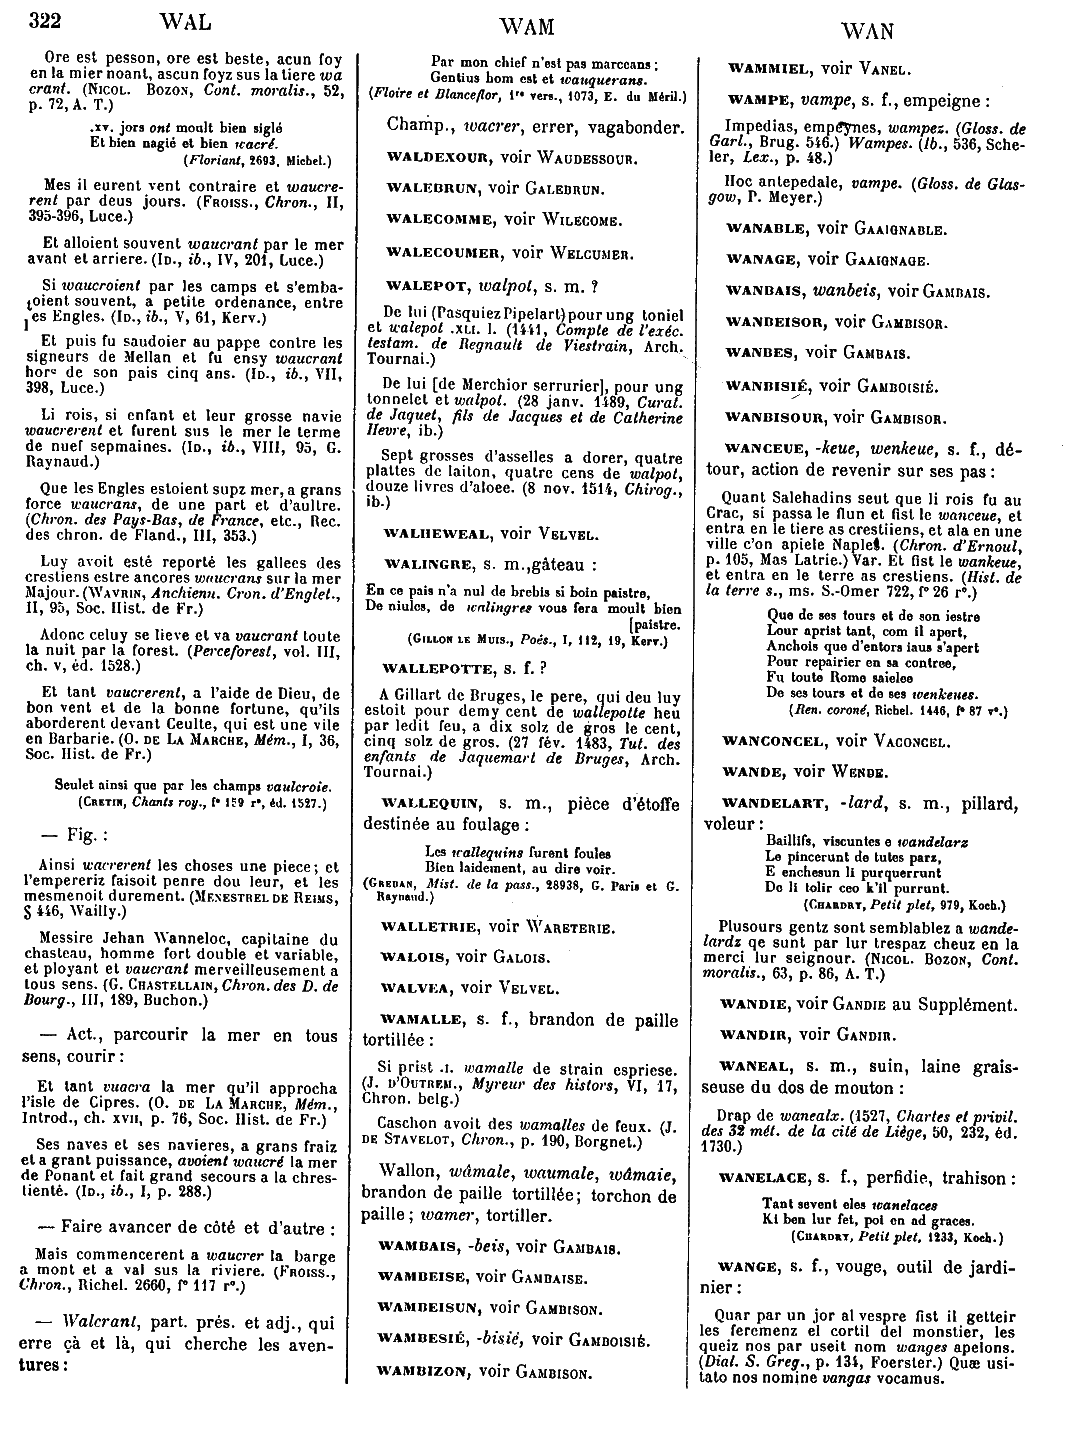 322 WAL WAM WAN
Ore est pesson, ore est beste, acun foy
en la mier noant, ascun foyz sus la tiere wa
crant. (NICOL. BOZON, Cont. moralis., 52,
p. 72, A. T.)
.XV. jors ont moult bien siglé
Et bien nagié et bien wacré.
(Floriant, 2693, Michel.)
Mes il eurent vent contraire et waucre-
rent par deus jours. (FROISS., Chron., II,
395-396, Luce.)
Et alloient souvent waucrant par le mer
avant et arriere. (ID., ib., IV, 201, Luce.)
Si waucroient par les camps et s'emba-
toient souvent, a petite ordenance, entre
les Engles. (ID., ib., V, 61, Kerv.)
Et puis fu saudoier au pappe contre les
signeurs de Mellan et fu ensy waucrant
hors de son pais cinq ans. (ID., ib., VII,
398, Luce.)
Li rois, si enfant et leur grosse navie
waucrerent et furent sus le mer le terme
de nuef sepmaines. (ID., ib., VIII, 95, G.
Raynaud.)
Que les Engles estoient supz mer, a grans
force waucrans, de une part et d'aultre.
(Chron. des Pays-Bas, de France, etc., Rec.
des chron. de Fland., III, 353.)
Luy avoit esté reporté les gallees des
crestiens estre ancores waucrans sur la mer
Majour. (WAVRIN, Anchienn. Cron. d'Englet.,
II, 95, Soc. Hist. de Fr.)
Adonc celuy se lieve et va vaucrant toute
la nuit par la forest. (Perceforest, vol. III,
ch. v, éd. 1528.)
Et tant vaucrerent, a l'aide de Dieu, de
bon vent et de la bonne fortune, qu'ils
aborderent devant Ceulte, qui est une vile
en Barbarie. (O. DE LA MARCHE, Mém., I, 36,
Soc. Hist. de Fr.)
Seulet ainsi que par les champs vaulcroie.
(CRETIN, Chants roy., f° 159 r°, éd. 1527.)
— Fig. :
Ainsi wacrerent les choses une piece ; et
l'empereriz faisoit penre dou leur, et les
mesmenoit durement. (MENESTREL DE REIMS,
§ 446, Wailly.)
Messire Jehan Wanneloc, capitaine du
chasteau, homme fort double et variable,
et ployant et vaucrant merveilleusement a
tous sens. (G. CHASTELLAIN, Chron. des D. de
Bourg., III, 189, Buchon.)
— Act., parcourir la mer en tous
sens, courir :
Et tant vuacra la mer qu'il approcha
l'isle de Cipres. (O. DE LA MARCHE, Mém.,
Introd., ch. XVII, p. 76, Soc. Hist. de Fr.)
Ses naves et ses navieres, a grans fraiz
et a grant puissance, avoient waucré la mer
de Ponant et fait grand secours a la chres-
tienté. (ID., ib., I, p. 288.)
— Faire avancer de côté et d'autre :
Mais commencerent a waucrer la barge
a mont et a val sus la riviere. (FROISS.,
Chron., Richel. 2660, f° 117 r°.)
— Walcrant, part. prés. et adj., qui
erre çà et là, qui cherche les aven-
tures :
Par mon chief n'est pas marceans ;
Gentius hom est et wauquerans.
(Floire et Blanceflor, 1re vers., 1073, E. du Méril.)
Champ., wacrer, errer, vagabonder.
WALDEXOUR, voir WAUDESSOUR.
WALEBRUN, voir GALEBRUN.
WALECOMME, voir WILECOME.
WALECOUMER, voir WELCUMER.
WALEPOT, walpol, s. m. ?
De lui (Pasquiez Pipelart) pour ung toniel
et walepot .XLI. l. (1441, Compte de l'exéc.
testam. de Regnault de Viestrain, Arch.
Tournai.)
De lui [de Merchior serrurier], pour ung
tonnelet et walpot. (28 janv. 1489, Curat.
de Jaquet, fils de Jacques et de Catherine
Hevre, ib.)
Sept grosses d'asselles a dorer, quatre
plattes de laiton, quatre cens de walpot,
douze livres d'aloee. (8 nov. 1514, Chirog.,
ib.)
WALHEWEAL, voir VELVEL.
WALINGRE, s. m., gâteau :
En ce pais n'a nul de brebis si boin paistre,
De niules, de walingres vous fera moult bien
[paistre.
(GILLON LE MUIS., Poés., I, 112, 19, Kerv.)
WALLEPOTTE, s. f. ?
A Gillart de Bruges, le pere, qui deu luy
estoit pour demy cent de wallepotte heu
par ledit feu, a dix solz de gros le cent,
cinq solz de gros. (27 fév. 1483, Tut. des
enfants de Jaquemart de Bruges, Arch.
Tournai.)
WALLEQUIN, s. m., pièce d'étoffe
destinée au foulage :
Les wallequins furent foules
Bien laidement, au dire voir.
(GREBAN, Mist. de la pass., 28938, G. Paris et G.
Raynaud.)
WALLETRIE, voir WARETERIE.
WALOIS, voir GALOIS.
WALVEA, voir VELVEL.
WAMALLE, s. f., brandon de paille
tortillée :
Si prist .I. wamalle de strain espriese.
(J. D'OUTREM., Myreur des histors, VI, 17,
Chron. belg.)
Caschon avoit des wamalles de feux. (J.
DE STAVELOT, Chron., p. 190, Borgnet.)
Wallon, wâmale, waumale, wâmaie,
brandon de paille tortillée ; torchon de
paille ; wamer, tortiller.
WAMBAIS, -beis, voir GAMBAIS.
WAMBEISE, voir GAMBAISE.
WAMBEISUN, voir GAMBISON.
WAMBESIÉ, -bisié, voir GAMBOISIÉ.
WAMBIZON, voir GAMBISON.
WAMMIEL, voir VANEL.
WAMPE, vampe, s. f., empeigne :
Impedias, empeynes, wampez. (Gloss. de
Garl., Brug. 546.) Wampes. (Ib., 536, Sche-
ler, Lex., p. 48.)
Hoc antepedale, vampe. (Gloss. de Glas-
gow, P. Meyer.)
WANABLE, voir GAAIGNABLE.
WANAGE, voir GAAIGNAGE.
WANBAIS, wanbeis, voir GAMBAIS.
WANBEISOR, voir GAMBISOR.
WANBES, voir GAMBAIS.
WANBISIÉ, voir GAMBOISIÉ.
WANBISOUR, voir GAMBISOR.
WANCEUE, -keue, wenkeue, s. f., dé-
tour, action de revenir sur ses pas :
Quant Salehadins seut que li rois fu au
Crac, si passa le flun et fist le wanceue, et
entra en le tiere as crestiiens, et ala en une
ville c'on apiele Naples. (Chron. d'Ernoul,
p. 105, Mas Latrie.) Var. Et fist le wankeue,
et entra en le terre as crestiens. (Hist. de
la terre s., ms. S.-Omer 722, f° 26 r°.)
Que de ses tours et de son iestre
Lour aprist tant, com il apert,
Anchois que d'entors iaus s'apert
Pour repairier en sa contree,
Fu toute Rome saielee
De ses tours et de ses wenkeues.
(Ren. coroné, Richel. 1446, f° 87 v°.)
WANCONCEL, voir VACONCEL.
WANDE, voir WENDE.
WANDELART, -lard, s. m., pillard,
voleur :
Baillifs, viscuntes e wandelarz
Le pincerunt de tutes parz,
E enchesun li purquerrunt
De li tolir ceo k'il purrunt.
(CHARDRY, Petit plet, 979, Koch.)
Plusours gentz sont semblablez a wande-
lardz qe sunt par lur trespaz cheuz en la
merci lur seignour. (NICOL. BOZON, Cont.
moralis., 63, p. 86, A. T.)
WANDIE, voir GANDIE au Supplément.
WANDIR, voir GANDIR.
WANEAL, s. m., suin, laine grais-
seuse du dos de mouton :
Drap de wanealx. (1527, Chartes et privil.
des 32 mét. de la cité de Liége, 50, 232, éd.
1730.)
WANELACE, s. f., perfidie, trahison :
Tant sevent eles wanelaces
Ki ben lur fet, poi en ad graces.
(CHARDRY, Petit plet, 1233, Koch.)
WANGE, s. f., vouge, outil de jardi-
nier :
Quar par un jor al vespre fist il getteir
les feremenz el cortil del monstier, les
queiz nos par useit nom wanges apelons.
(Dial. S. Greg., p. 134, Foerster.) Quæ usi-
tato nos nomine vangas vocamus.